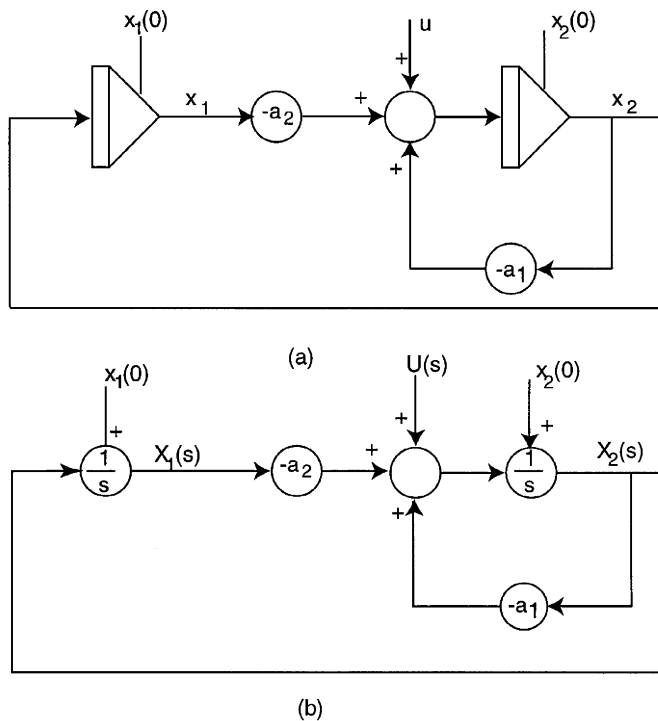 x₁(0)
u
x₂(0)
x₁
-a₂
+
+
+
x₂
-a₁
(a)
x₁(0)
U(s)
x₂(0)
+
+
+
1/s
X₁(s)
-a₂
+
1/s
X₂(s)
+
-a₁
(b)